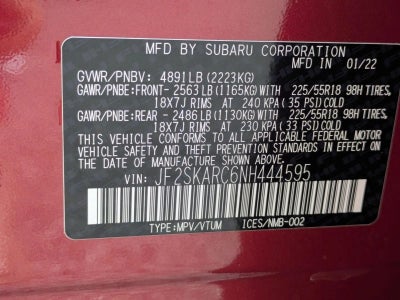 MFD BY SUBARU CORPORATION
MFD IN 01/22
GVWR/PNBV: 4891LB(2223KG)
GAWR/PNBE:FRONT- 2563LB(1165KG)WITH 225/55R18 98H TIRES,
18X7J RIMS AT 240 KPA(35 PSI)COLD
GAWR/PNBE:REAR - 2486LB(1130KG)WITH 225/55R18 98H TIRES,
18X7J RIMS AT 230 KPA(33 PSI)COLD
THIS VEHICLE CONFORMS TO ALL APPLICABLE FEDERAL MOTOR
VEHICLE SAFETY AND THEFT PREVENTION STANDARDS IN EFFECT
ON THE DATE OF MANUFACTURE SHOWN ABOVE.
VIN: JF2SKARC6NH444595
TYPE:MPV/VTUM ICES/NMB-002